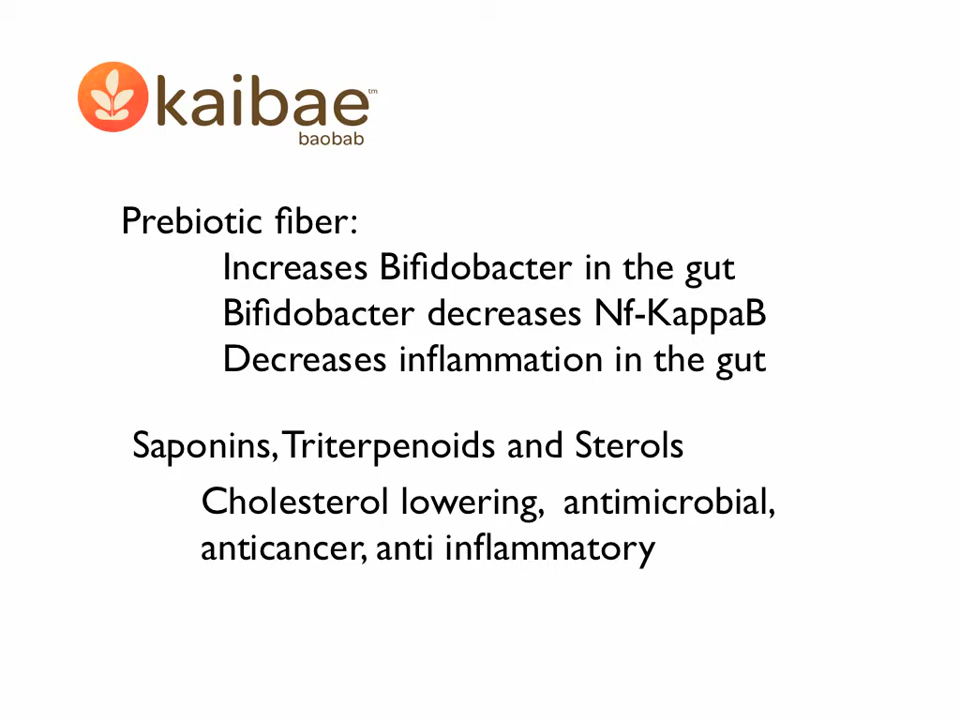 kaibae™
baobab
Prebiotic fiber:
Increases Bifidobacter in the gut
Bifidobacter decreases Nf-KappaB
Decreases inflammation in the gut
Saponins, Triterpenoids and Sterols
Cholesterol lowering, antimicrobial,
anticancer, anti inflammatory